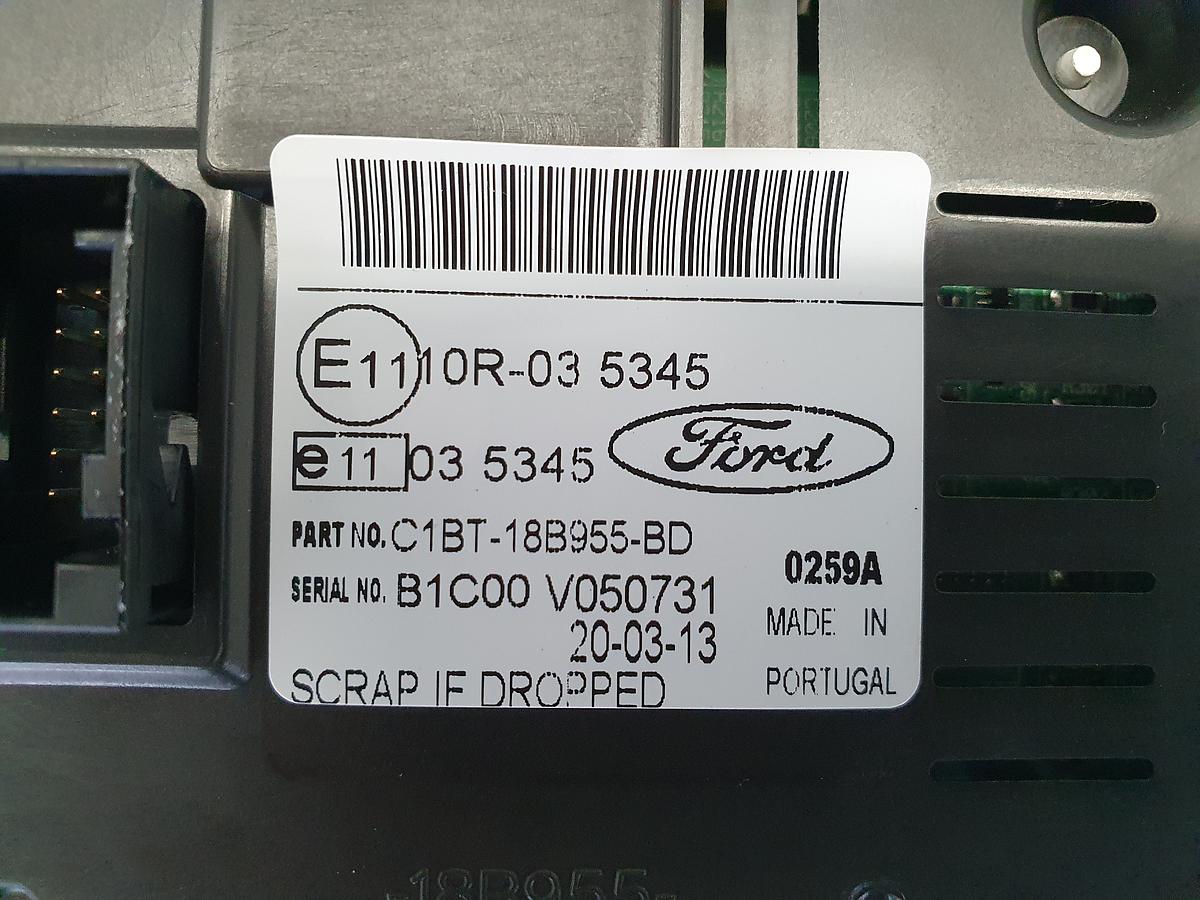 E11 10R-03 5345
e11 03 5345
Ford
PART NO. C1BT-18B955-BD
0259A
SERIAL NO. B1C00 V050731
MADE IN
20-03-13
PORTUGAL
SCRAP IF DROPPED
-18B955-